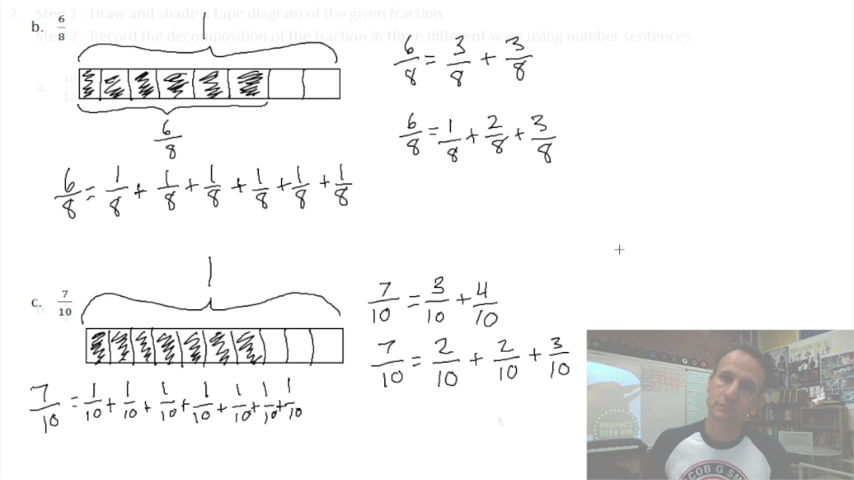 2. Step 1: Draw and shade a tape diagram of the given fraction.
Step 2: Record the decomposition of the fraction in three different ways using number sentences.
b. 6/8
1
6/8
6/8 = 1/8 + 1/8 + 1/8 + 1/8 + 1/8 + 1/8
6/8 = 3/8 + 3/8
6/8 = 1/8 + 2/8 + 3/8
a.
c. 7/10
1
7/10 = 1/10 + 1/10 + 1/10 + 1/10 + 1/10 + 1/10 + 1/10
7/10 = 3/10 + 4/10
7/10 = 2/10 + 2/10 + 3/10
COB G SM